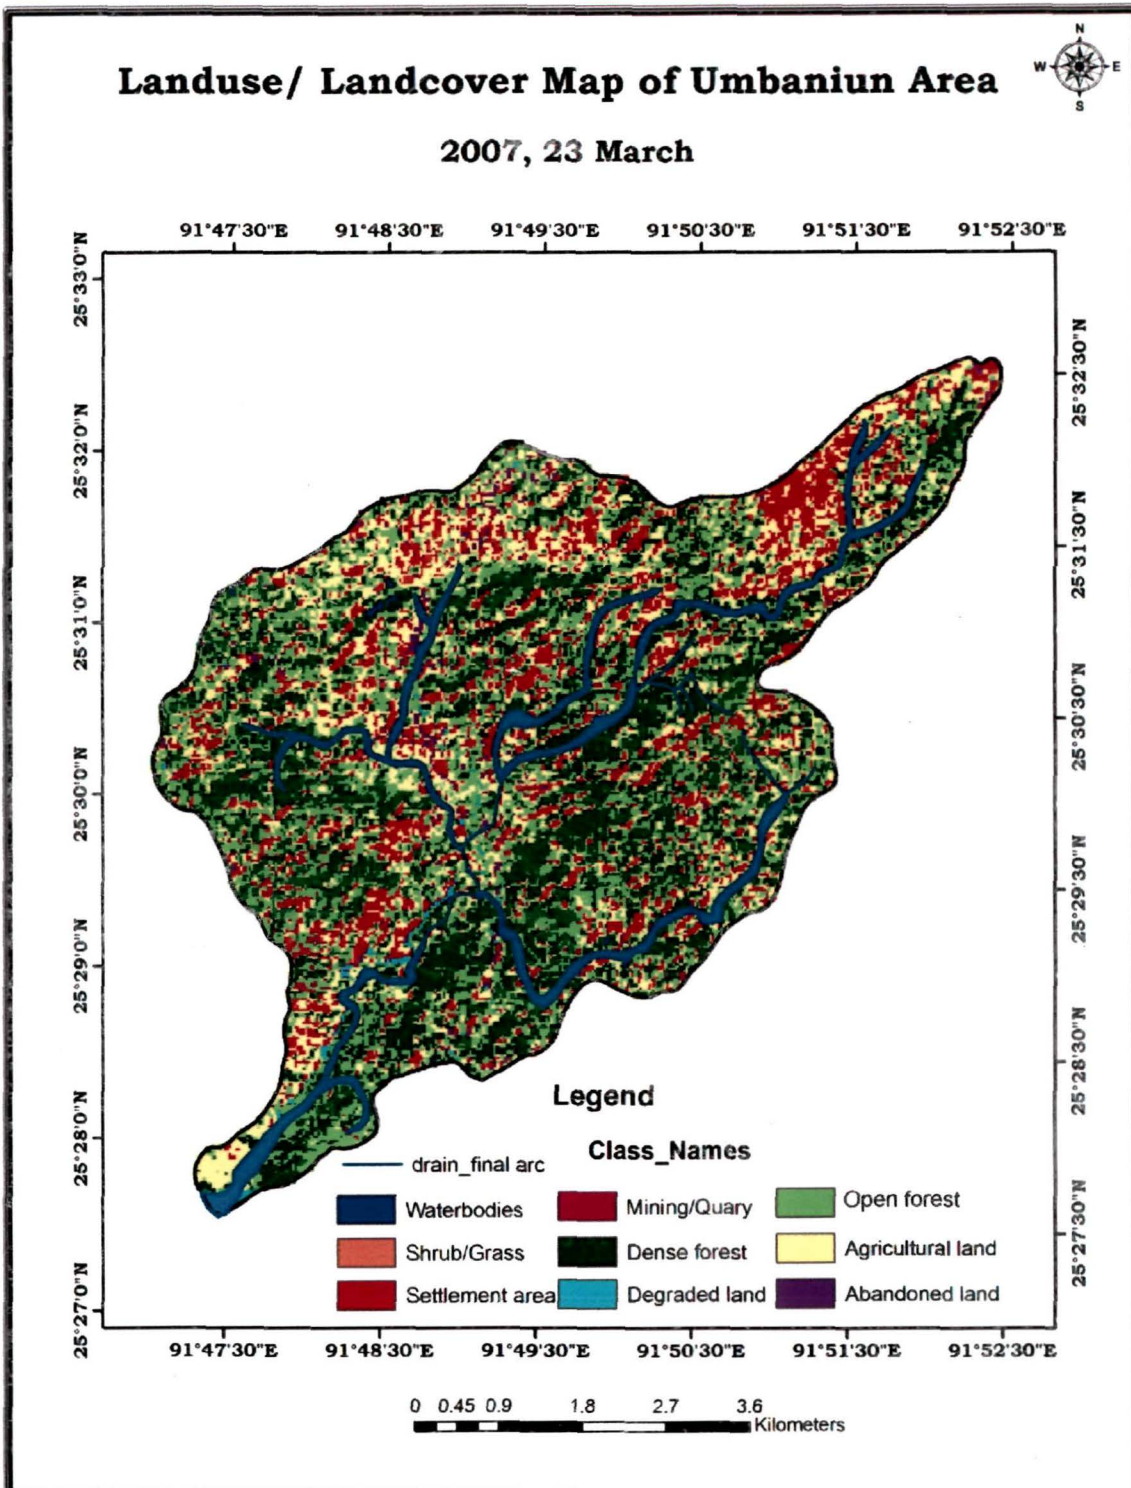 N
W E
S
Landuse/ Landcover Map of Umbaniun Area
2007, 23 March
91°47'30"E 91°48'30"E 91°49'30"E 91°50'30"E 91°51'30"E 91°52'30"E
25°33'0"N
25°32'0"N
25°31'0"N
25°30'0"N
25°29'0"N
25°28'0"N
25°27'0"N
25°32'30"N
25°31'30"N
25°30'30"N
25°29'30"N
25°28'30"N
25°27'30"N
Legend
drain_final arc
Class_Names
Waterbodies
Mining/Quary
Open forest
Shrub/Grass
Dense forest
Agricultural land
Settlement area
Degraded land
Abandoned land
91°47'30"E 91°48'30"E 91°49'30"E 91°50'30"E 91°51'30"E 91°52'30"E
0 0.45 0.9 1.8 2.7 3.6
Kilometers